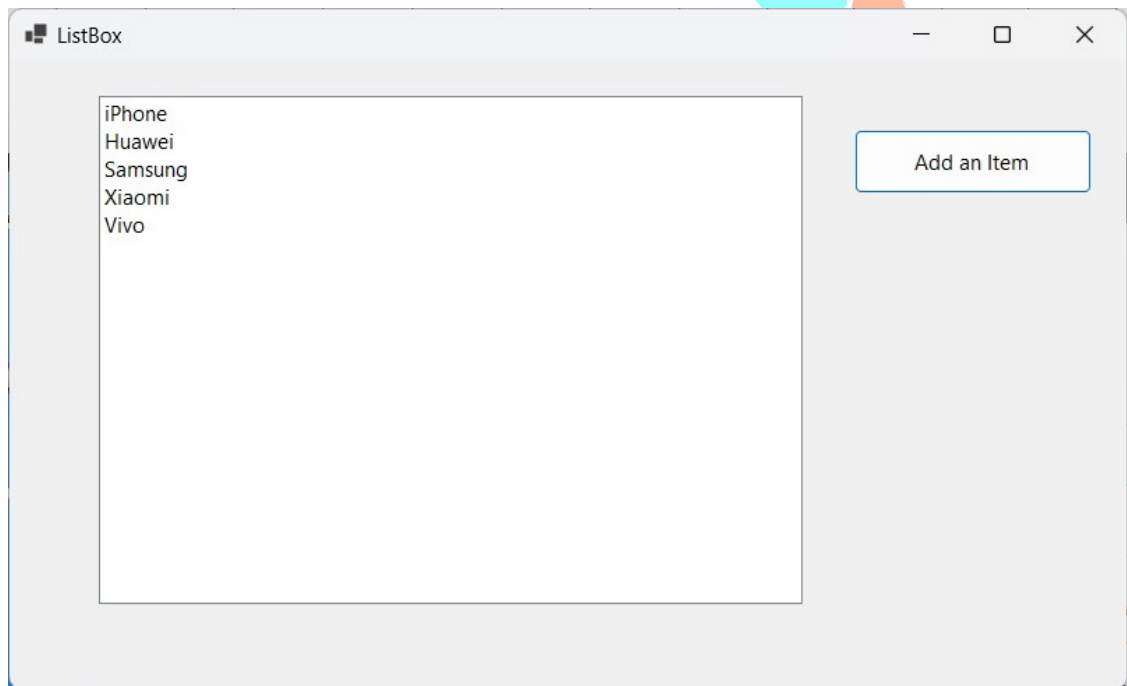 ListBox
iPhone
Huawei
Samsung
Xiaomi
Vivo
Add an Item